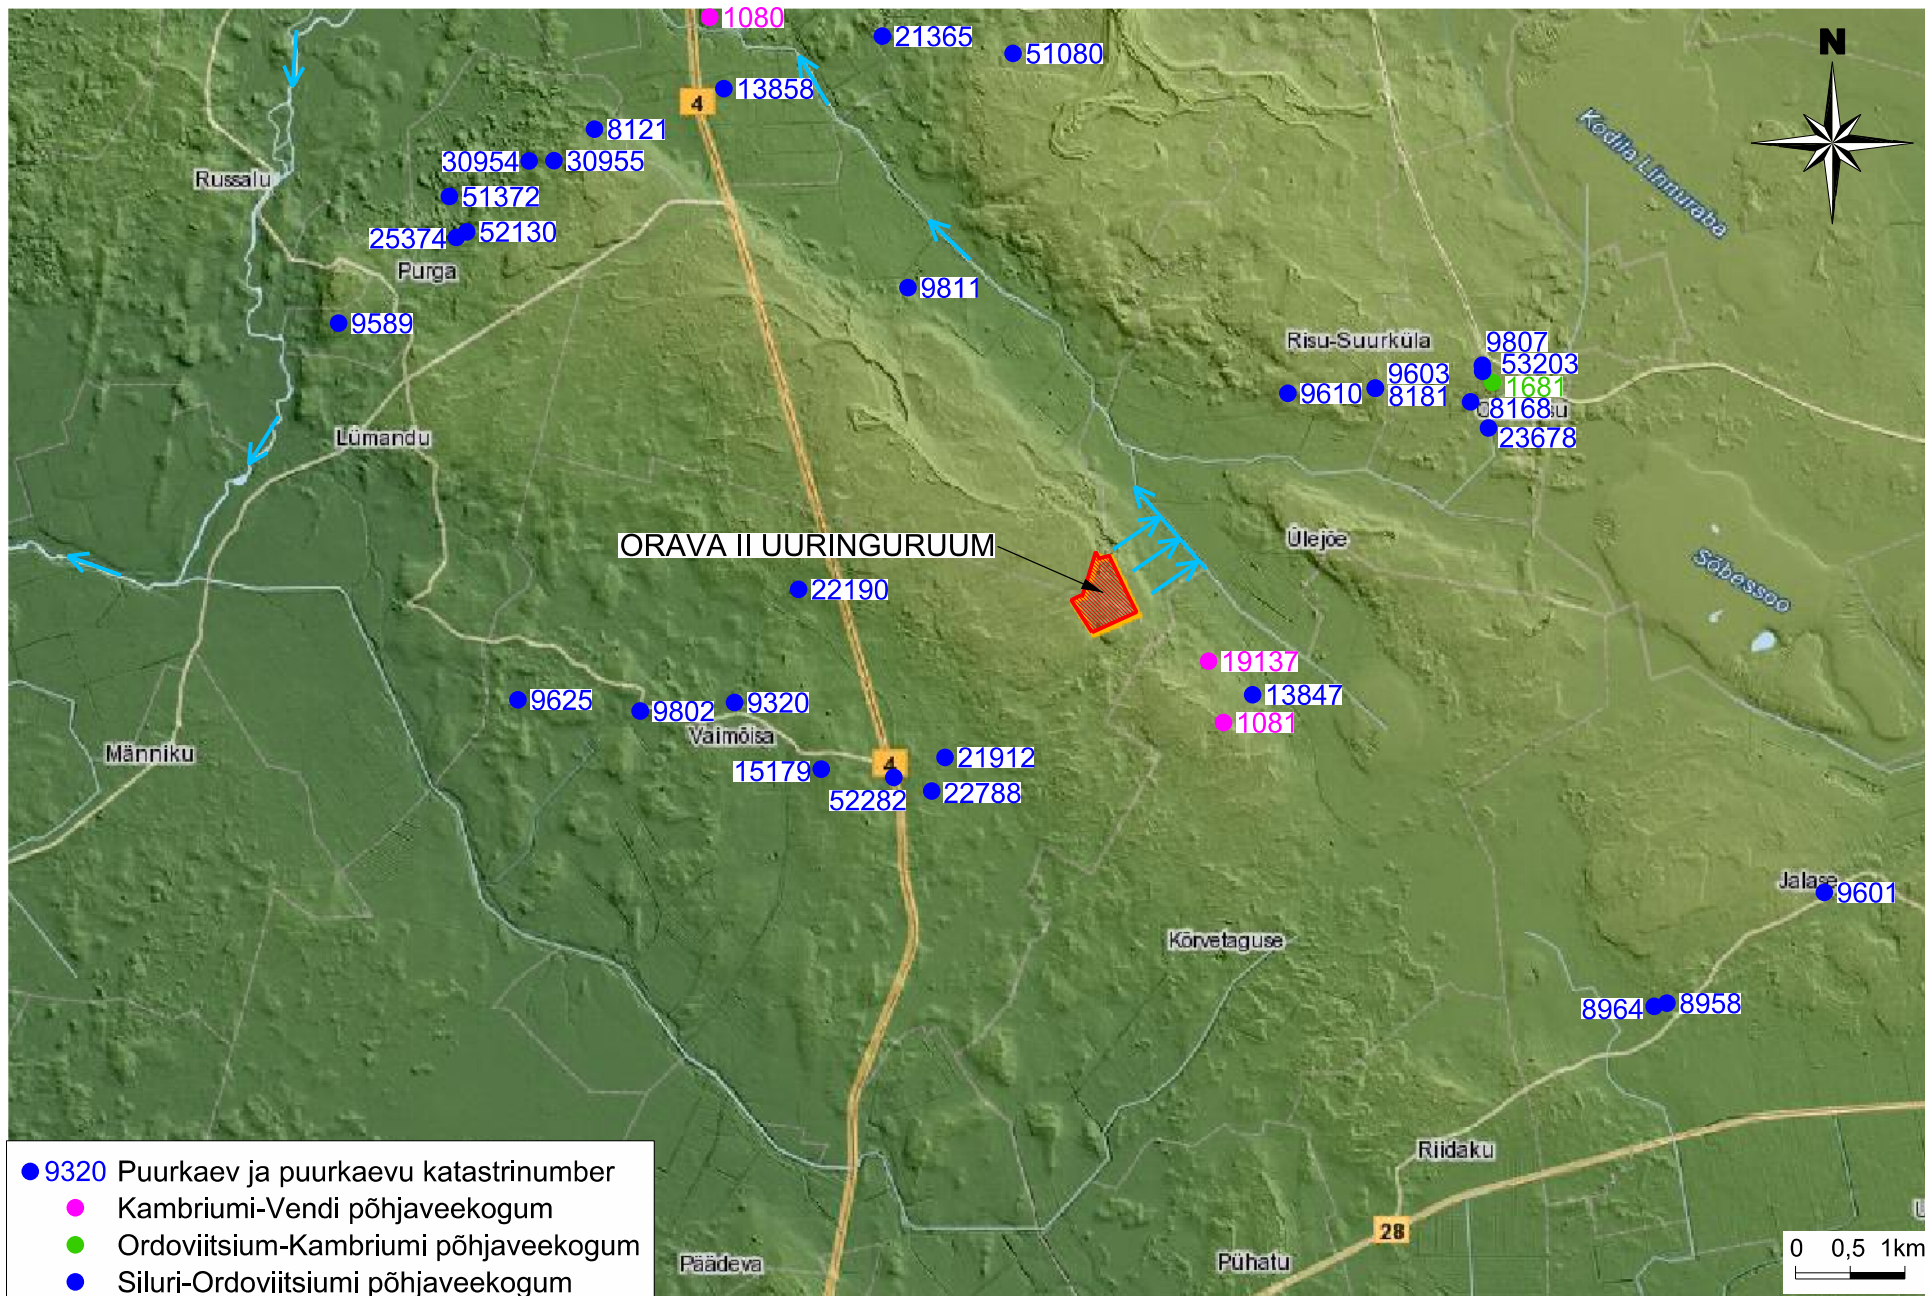 1080
21365
51080
N
13858
4
8121
30954
30955
Kodila Linnuraba
Russalu
51372
52130
25374
Purga
9811
9589
Risu-Suurküla
9807
53203
9603
1681
9610
8181
8168
23678
Lümandu
ORAVA II UURINGURUUM
Ülejõe
Sõbessoo
22190
19137
13847
9625
9320
9802
1081
Vaimõisa
Männiku
21912
4
15179
22788
52282
Jalase
9601
Kõrvetaguse
8964
8958
Riidaku
28
Päädeva
Pühatu
9320 Puurkaev ja puurkaevu katastrinumber
Kambriumi-Vendi põhjaveekogum
Ordoviitsium-Kambriumi põhjaveekogum
Siluri-Ordoviitsiumi põhjaveekogum
0 0,5 1km